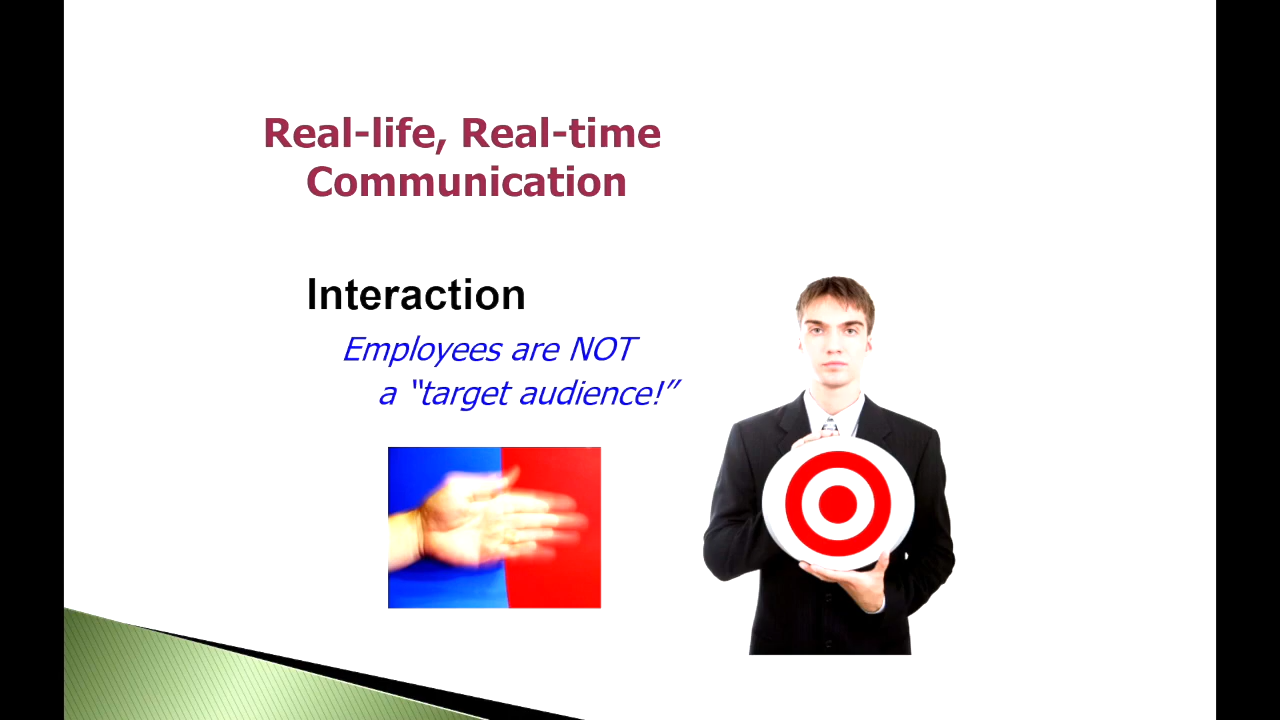 Real-life, Real-time
Communication
Interaction
Employees are NOT
a “target audience!”